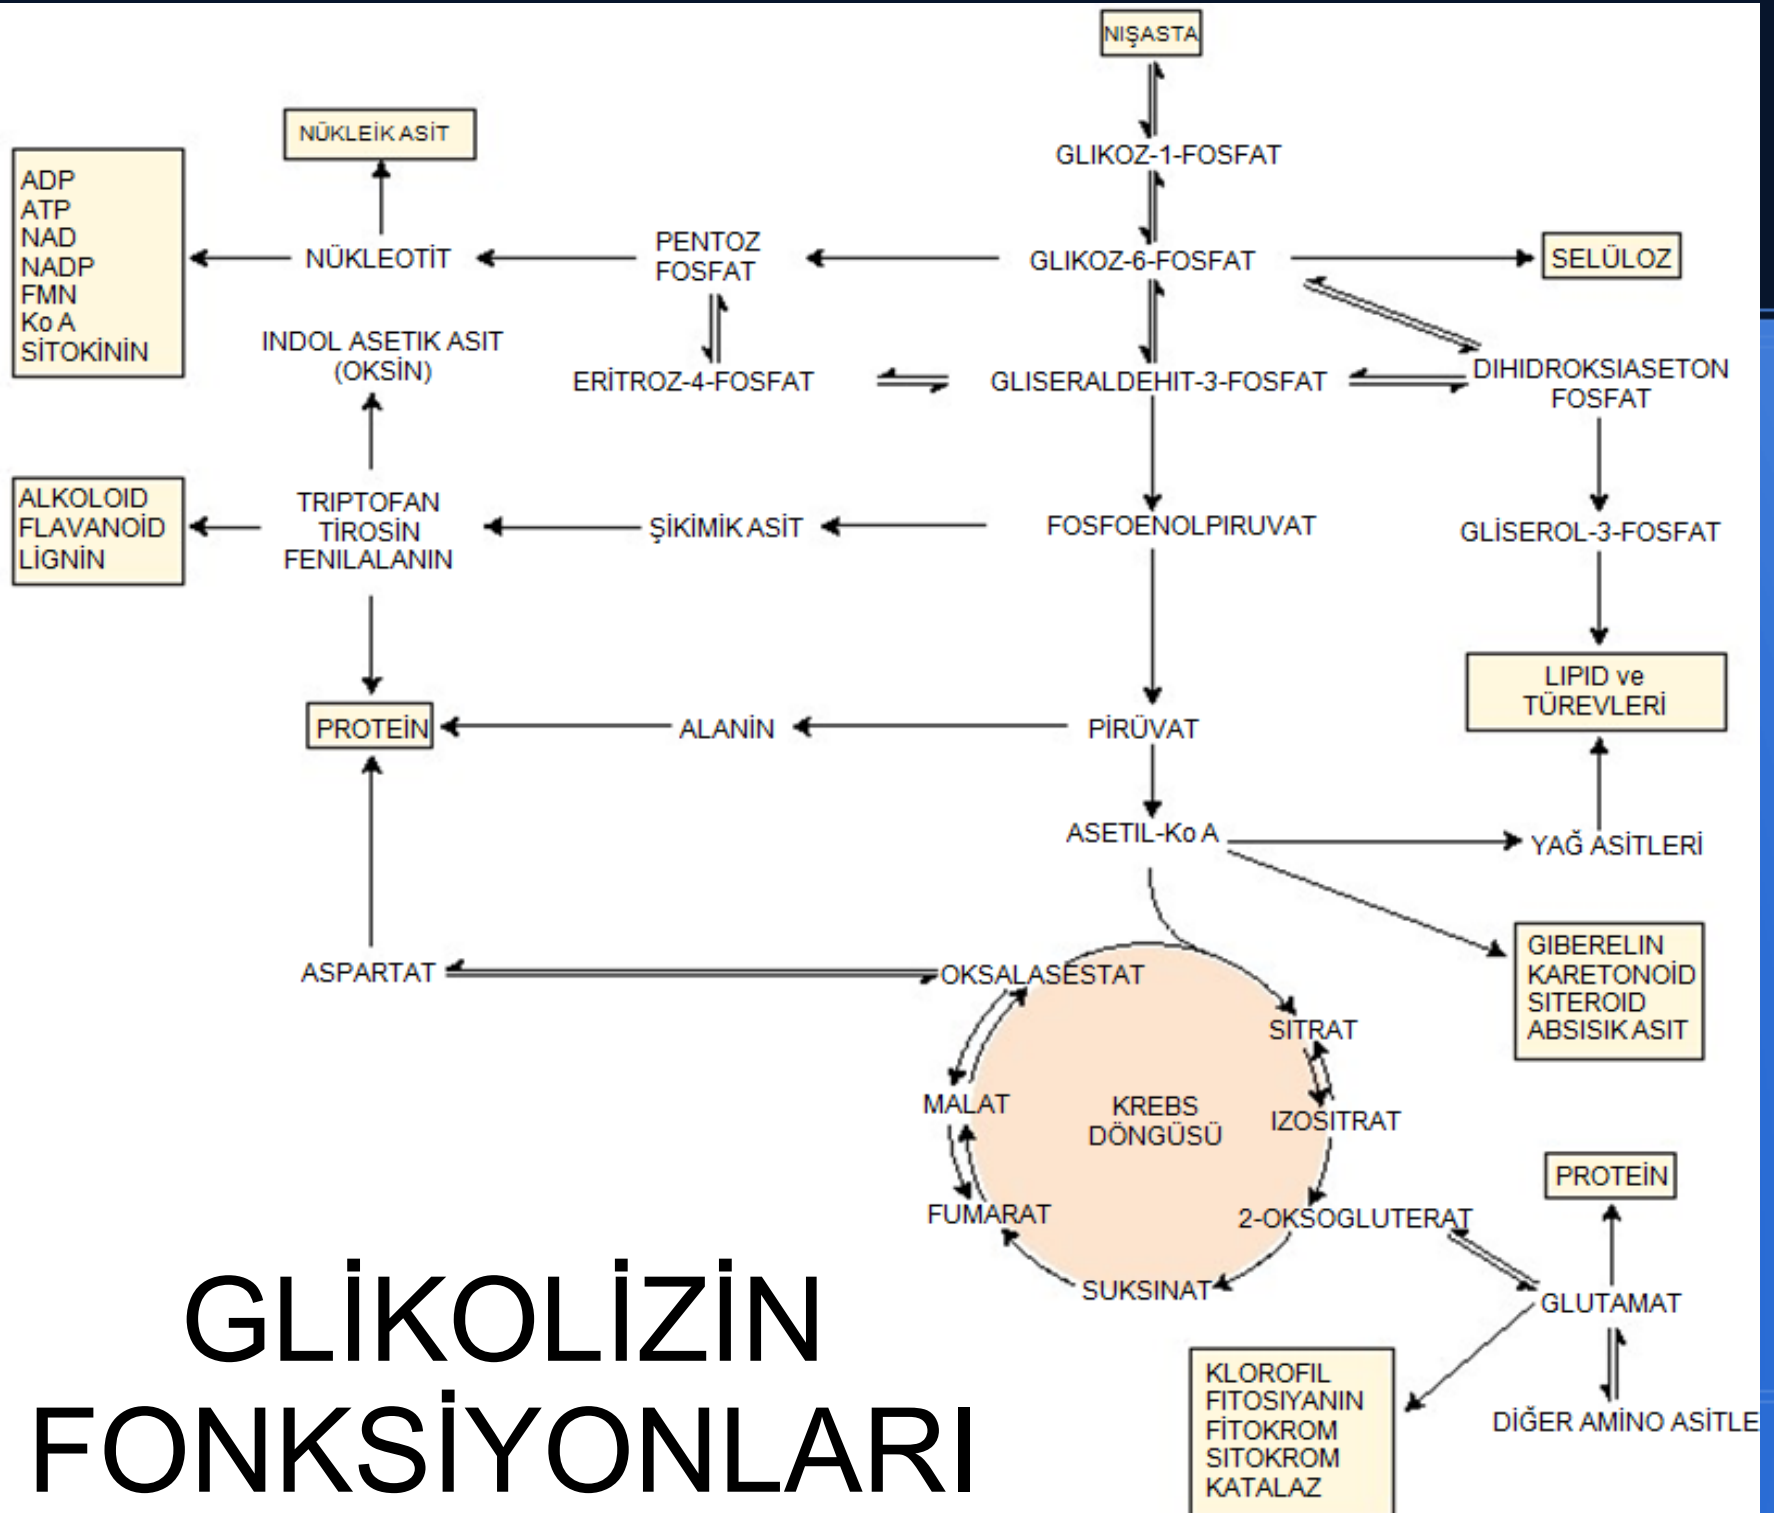 NIŞASTA
NÜKLEİK ASİT
GLIKOZ-1-FOSFAT
ADP
ATP
NAD
NADP
FMN
Ko A
SİTOKİNİN
NÜKLEOTİT
PENTOZ
FOSFAT
GLIKOZ-6-FOSFAT
SELÜLOZ
INDOL ASETIK ASIT
(OKSİN)
ERİTROZ-4-FOSFAT
GLISERALDEHIT-3-FOSFAT
DIHIDROKSIASETON
FOSFAT
ALKOLOID
FLAVANOİD
LİGNİN
TRIPTOFAN
TİROSİN
FENILALANIN
ŞİKIMIK ASİT
FOSFOENOLPIRUVAT
GLİSEROL-3-FOSFAT
LIPID ve
TÜREVLERİ
PROTEİN
ALANİN
PİRÜVAT
ASETIL-Ko A
YAĞ ASİTLERİ
GIBERELIN
KARETONOİD
SITEROID
ABSISIK ASIT
ASPARTAT
OKSALASESTAT
SITRAT
MALAT
KREBS
DÖNGÜSÜ
IZOSITRAT
PROTEİN
FUMARAT
2-OKSOGLUTERAT
SUKSINAT
GLUTAMAT
KLOROFIL
FITOSIYANIN
FİTOKROM
SITOKROM
KATALAZ
DİĞER AMİNO ASİTLE
GLİKOLİZİN
FONKSİYONLARI